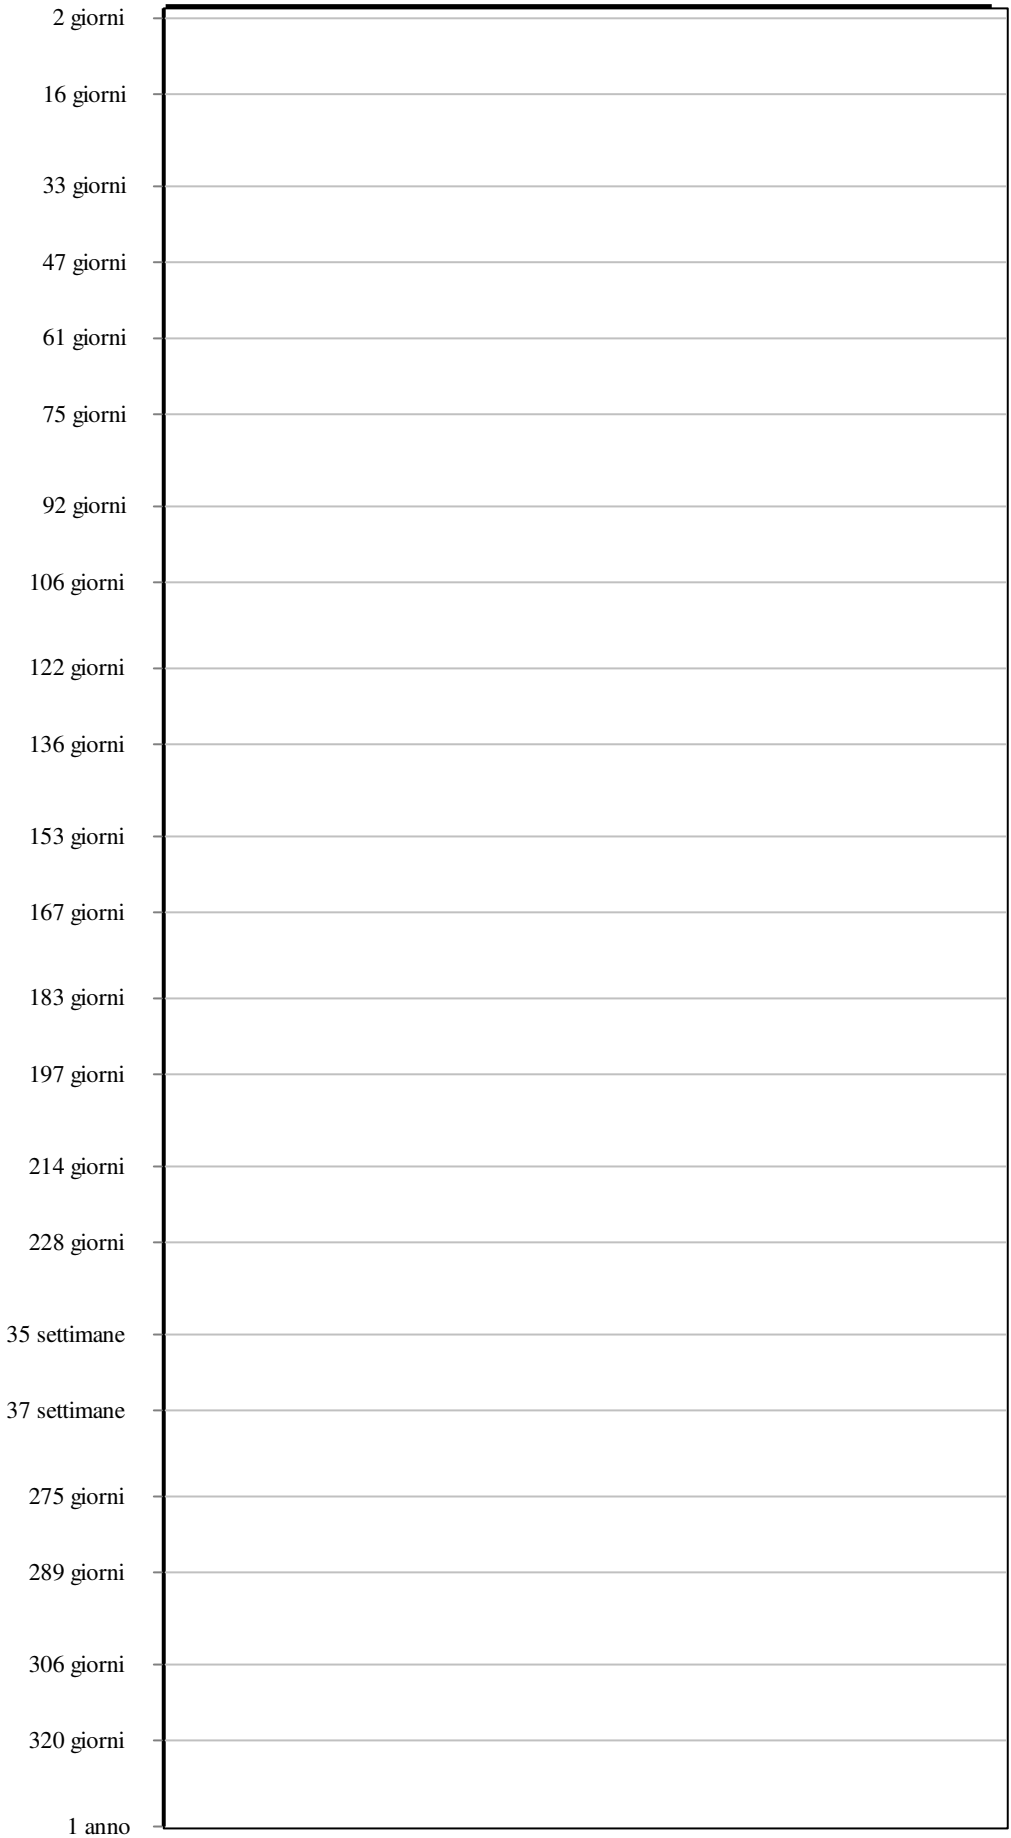 2 giorni
16 giorni
33 giorni
47 giorni
61 giorni
75 giorni
92 giorni
106 giorni
122 giorni
136 giorni
153 giorni
167 giorni
183 giorni
197 giorni
214 giorni
228 giorni
35 settimane
37 settimane
275 giorni
289 giorni
306 giorni
320 giorni
1 anno